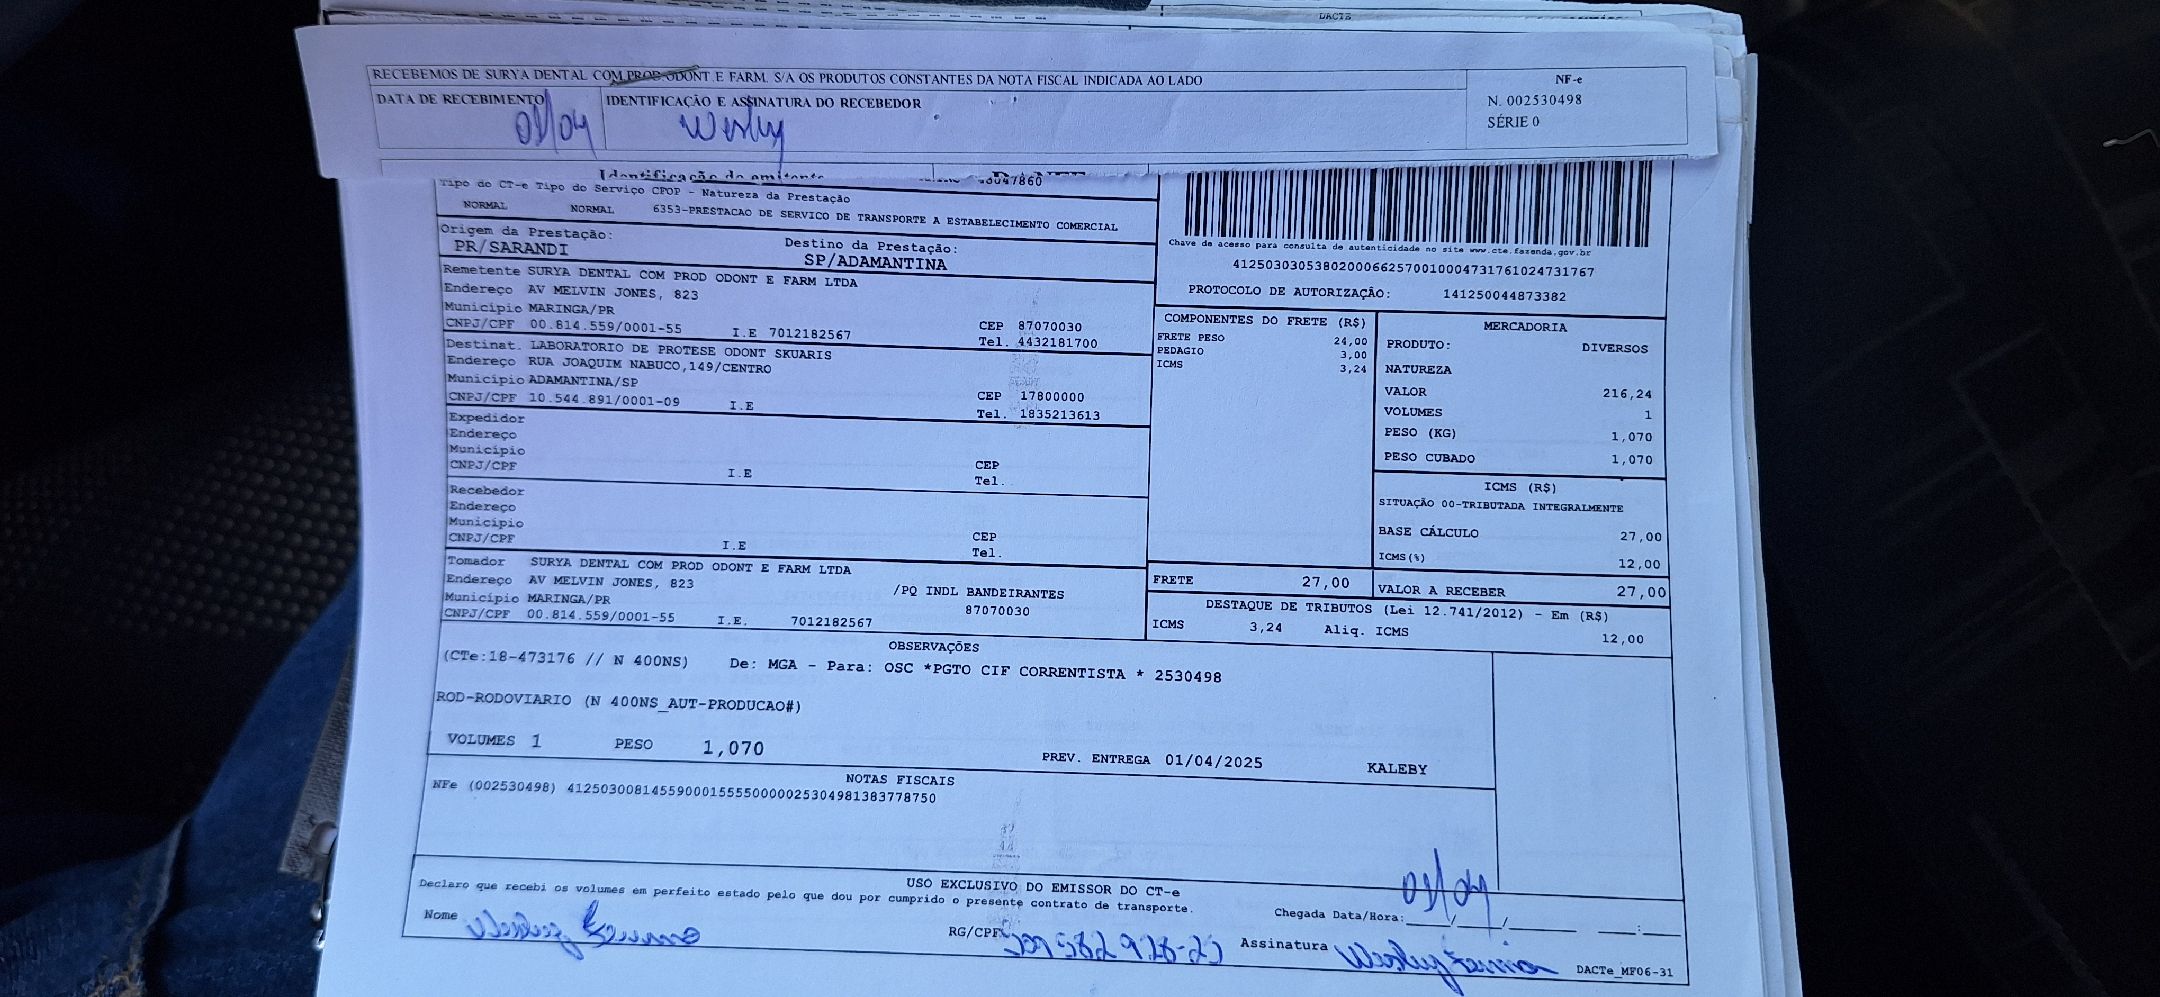 DACTE
RECEBEMOS DE SURYA DENTAL COM PROD ODONT E FARM. S/A OS PRODUTOS CONSTANTES DA NOTA FISCAL INDICADA AO LADO
NF-e
N. 002530498
SÉRIE 0
DATA DE RECEBIMENTO
IDENTIFICAÇÃO E ASSINATURA DO RECEBEDOR
01/04
Wesley
Identificação do emitente
Tipo do CT-e Tipo do Serviço CFOP - Natureza da Prestação
NORMAL NORMAL 6353-PRESTACAO DE SERVICO DE TRANSPORTE A ESTABELECIMENTO COMERCIAL
Origem da Prestação: Destino da Prestação:
PR/SARANDI SP/ADAMANTINA
Chave de acesso para consulta de autenticidade no site www.cte.fazenda.gov.br
41250303053802000662570010004731761024731767
PROTOCOLO DE AUTORIZAÇÃO: 141250044873382
Remetente SURYA DENTAL COM PROD ODONT E FARM LTDA
Endereço AV MELVIN JONES, 823
Município MARINGA/PR CEP 87070030
CNPJ/CPF 00.814.559/0001-55 I.E 7012182567 Tel. 4432181700
Destinat. LABORATORIO DE PROTESE ODONT SKUARIS
Endereço RUA JOAQUIM NABUCO,149/CENTRO
Município ADAMANTINA/SP CEP 17800000
CNPJ/CPF 10.544.891/0001-09 I.E Tel. 1835213613
Expedidor
Endereço
Município CEP
CNPJ/CPF I.E Tel.
Recebedor
Endereço
Município CEP
CNPJ/CPF I.E Tel.
Tomador SURYA DENTAL COM PROD ODONT E FARM LTDA
Endereço AV MELVIN JONES, 823 /PQ INDL BANDEIRANTES
Município MARINGA/PR 87070030
CNPJ/CPF 00.814.559/0001-55 I.E. 7012182567
COMPONENTES DO FRETE (R$)
FRETE PESO 24,00
PEDAGIO 3,00
ICMS 3,24
MERCADORIA
PRODUTO: DIVERSOS
NATUREZA
VALOR 216,24
VOLUMES 1
PESO (KG) 1,070
PESO CUBADO 1,070
ICMS (R$)
SITUAÇÃO 00-TRIBUTADA INTEGRALMENTE
BASE CÁLCULO 27,00
ICMS(%) 12,00
FRETE 27,00 VALOR A RECEBER 27,00
DESTAQUE DE TRIBUTOS (Lei 12.741/2012) - Em (R$)
ICMS 3,24 Aliq. ICMS 12,00
OBSERVAÇÕES
(CTe:18-473176 // N 400NS) De: MGA - Para: OSC *PGTO CIF CORRENTISTA * 2530498
ROD-RODOVIARIO (N 400NS_AUT-PRODUCAO#)
VOLUMES 1 PESO 1,070 PREV. ENTREGA 01/04/2025 KALEBY
NOTAS FISCAIS
NFe (002530498) 41250300814559000155550000025304981383778750
USO EXCLUSIVO DO EMISSOR DO CT-e
Declaro que recebi os volumes em perfeito estado pelo que dou por cumprido o presente contrato de transporte.
01/04
Chegada Data/Hora: ___/___/______ ___:___
Nome RG/CPF Assinatura
DACTe_MF06-31